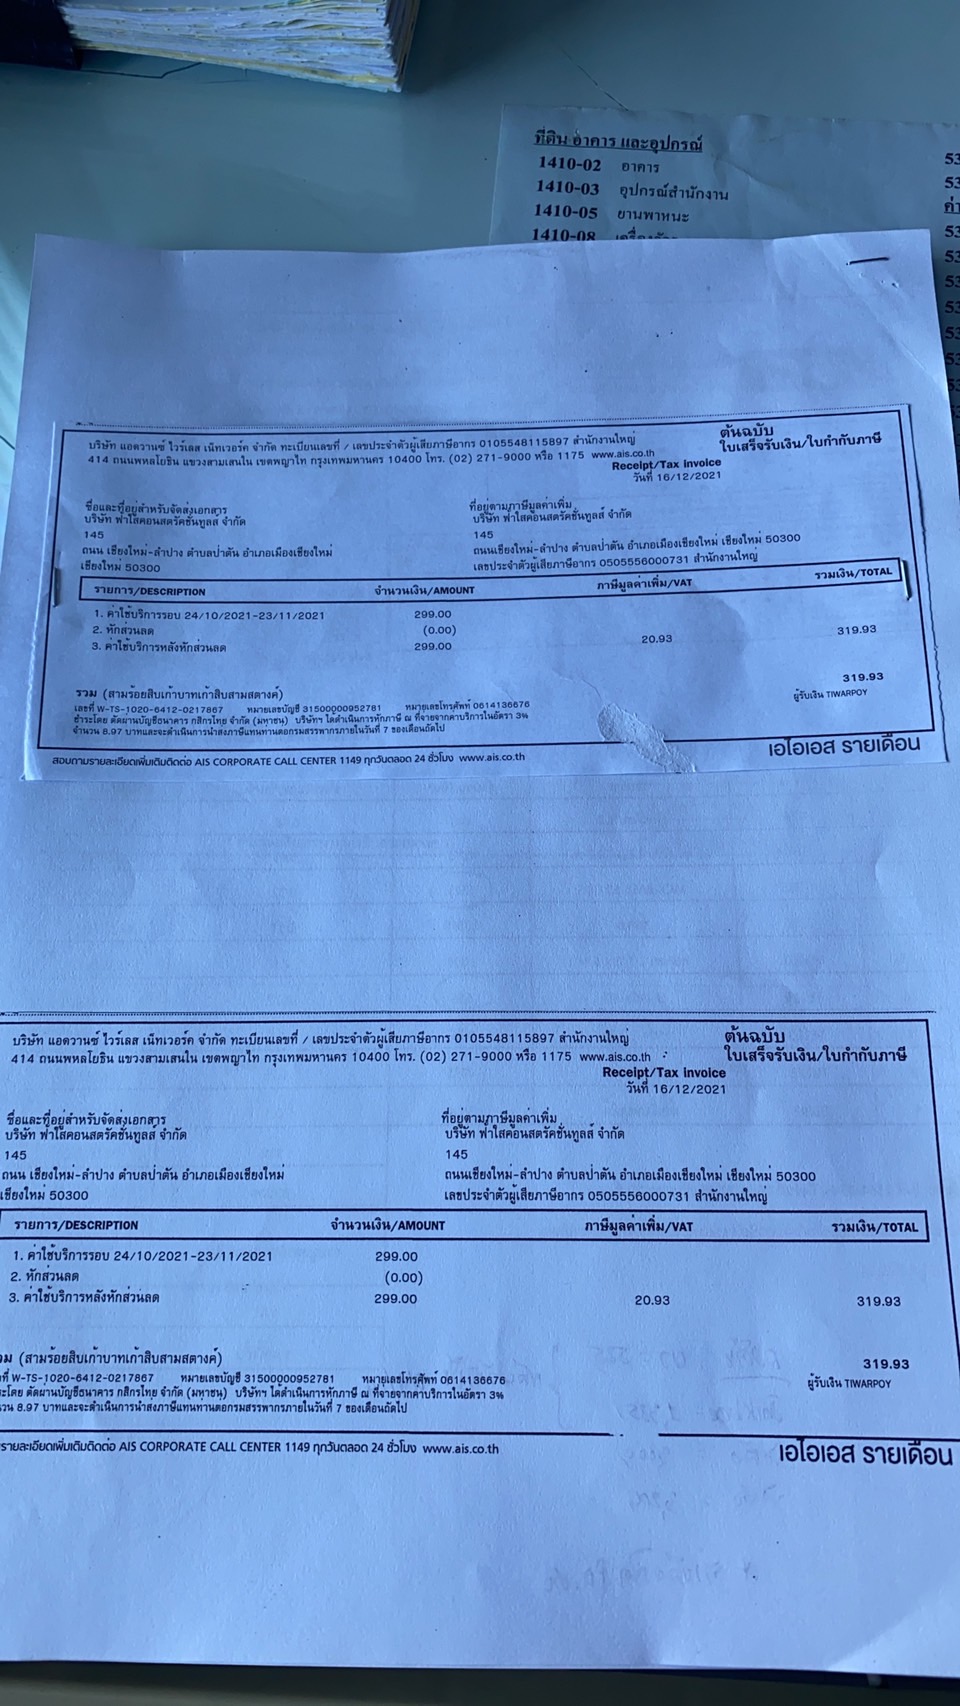 ที่ดิน อาคาร และอุปกรณ์
1410-02 อาคาร
1410-03 อุปกรณ์สำนักงาน
1410-05 ยานพาหนะ
1410-08
53
53
53
53
53
53
53
53
บริษัท แอดวานซ์ ไวร์เลส เน็ทเวอร์ค จำกัด ทะเบียนเลขที่ / เลขประจำตัวผู้เสียภาษีอากร 0105548115897 สำนักงานใหญ่
414 ถนนพหลโยธิน แขวงสามเสนใน เขตพญาไท กรุงเทพมหานคร 10400 โทร. (02) 271-9000 หรือ 1175 www.ais.co.th
ต้นฉบับ
ใบเสร็จรับเงิน/ใบกำกับภาษี
Receipt/Tax invoice
วันที่ 16/12/2021
ชื่อและที่อยู่สำหรับจัดส่งเอกสาร
บริษัท ฟ้าใสคอนสตรัคชั่นทูลส์ จำกัด
145
ถนน เชียงใหม่-ลำปาง ตำบลป่าตัน อำเภอเมืองเชียงใหม่
เชียงใหม่ 50300
ที่อยู่ตามภาษีมูลค่าเพิ่ม
บริษัท ฟ้าใสคอนสตรัคชั่นทูลส์ จำกัด
145
ถนนเชียงใหม่-ลำปาง ตำบลป่าตัน อำเภอเมืองเชียงใหม่ เชียงใหม่ 50300
เลขประจำตัวผู้เสียภาษีอากร 0505556000731 สำนักงานใหญ่
รายการ/DESCRIPTION จำนวนเงิน/AMOUNT ภาษีมูลค่าเพิ่ม/VAT รวมเงิน/TOTAL
1. ค่าใช้บริการรอบ 24/10/2021-23/11/2021 299.00
2. หักส่วนลด (0.00)
3. ค่าใช้บริการหลังหักส่วนลด 299.00 20.93 319.93
รวม (สามร้อยสิบเก้าบาทเก้าสิบสามสตางค์) 319.93
เลขที่ W-TS-1020-6412-0217867 หมายเลขบัญชี 31500000952781 หมายเลขโทรศัพท์ 0614136676 ผู้รับเงิน TIWARPOY
ชำระโดย ตัดผ่านบัญชีธนาคาร กสิกรไทย จำกัด (มหาชน) บริษัทฯ ได้ดำเนินการหักภาษี ณ ที่จ่ายจากค่าบริการในอัตรา 3%
จำนวน 8.97 บาทและจะดำเนินการนำส่งภาษีแทนท่านต่อกรมสรรพากรภายในวันที่ 7 ของเดือนถัดไป
สอบถามรายละเอียดเพิ่มเติมติดต่อ AIS CORPORATE CALL CENTER 1149 ทุกวันตลอด 24 ชั่วโมง www.ais.co.th
เอไอเอส รายเดือน
บริษัท แอดวานซ์ ไวร์เลส เน็ทเวอร์ค จำกัด ทะเบียนเลขที่ / เลขประจำตัวผู้เสียภาษีอากร 0105548115897 สำนักงานใหญ่
414 ถนนพหลโยธิน แขวงสามเสนใน เขตพญาไท กรุงเทพมหานคร 10400 โทร. (02) 271-9000 หรือ 1175 www.ais.co.th
ต้นฉบับ
ใบเสร็จรับเงิน/ใบกำกับภาษี
Receipt/Tax invoice
วันที่ 16/12/2021
ชื่อและที่อยู่สำหรับจัดส่งเอกสาร
บริษัท ฟ้าใสคอนสตรัคชั่นทูลส์ จำกัด
145
ถนน เชียงใหม่-ลำปาง ตำบลป่าตัน อำเภอเมืองเชียงใหม่
เชียงใหม่ 50300
ที่อยู่ตามภาษีมูลค่าเพิ่ม
บริษัท ฟ้าใสคอนสตรัคชั่นทูลส์ จำกัด
145
ถนนเชียงใหม่-ลำปาง ตำบลป่าตัน อำเภอเมืองเชียงใหม่ เชียงใหม่ 50300
เลขประจำตัวผู้เสียภาษีอากร 0505556000731 สำนักงานใหญ่
รายการ/DESCRIPTION จำนวนเงิน/AMOUNT ภาษีมูลค่าเพิ่ม/VAT รวมเงิน/TOTAL
1. ค่าใช้บริการรอบ 24/10/2021-23/11/2021 299.00
2. หักส่วนลด (0.00)
3. ค่าใช้บริการหลังหักส่วนลด 299.00 20.93 319.93
วม (สามร้อยสิบเก้าบาทเก้าสิบสามสตางค์) 319.93
ที่ W-TS-1020-6412-0217867 หมายเลขบัญชี 31500000952781 หมายเลขโทรศัพท์ 0614136676 ผู้รับเงิน TIWARPOY
ะโดย ตัดผ่านบัญชีธนาคาร กสิกรไทย จำกัด (มหาชน) บริษัทฯ ได้ดำเนินการหักภาษี ณ ที่จ่ายจากค่าบริการในอัตรา 3%
วน 8.97 บาทและจะดำเนินการนำส่งภาษีแทนท่านต่อกรมสรรพากรภายในวันที่ 7 ของเดือนถัดไป
รายละเอียดเพิ่มเติมติดต่อ AIS CORPORATE CALL CENTER 1149 ทุกวันตลอด 24 ชั่วโมง www.ais.co.th
เอไอเอส รายเดือน